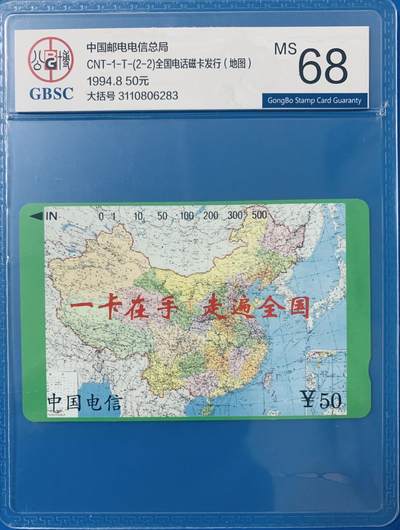 公博
GBSC
中国邮电电信总局
CNT-1-T-(2-2)全国电话磁卡发行(地图)
1994.8 50元
大括号 3110806283
MS 68
GongBo Stamp Card Guaranty
IN 0 1 10 50 100 200 300 500
一卡在手 走遍全国
中国电信
¥50